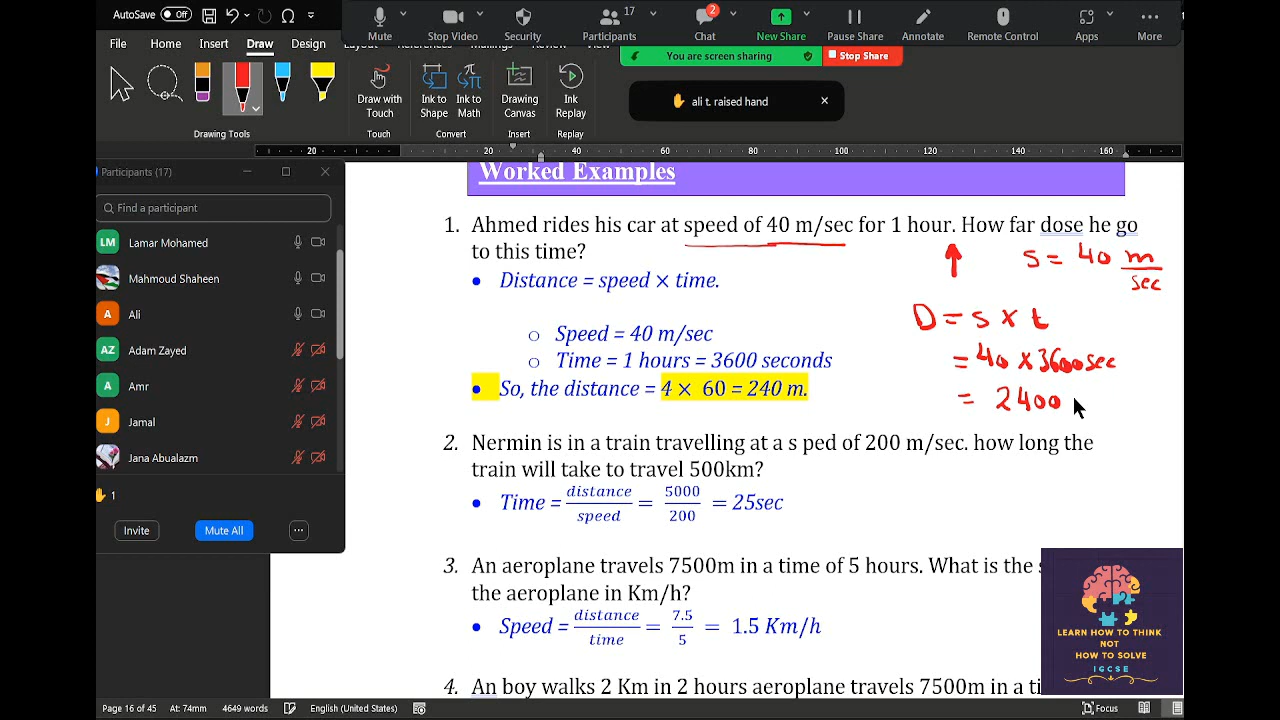 AutoSave Off
17
2
Mute
Stop Video
Security
Participants
Chat
New Share
Pause Share
Annotate
Remote Control
Apps
More
File Home Insert Draw Design
You are screen sharing
Stop Share
ali t. raised hand
Draw with Touch
Ink to Shape
Ink to Math
Drawing Canvas
Ink Replay
Drawing Tools
Touch
Convert
Insert
Replay
20 20 40 60 80 100 120 140 160
Participants (17)
Find a participant
LM Lamar Mohamed
Mahmoud Shaheen
A Ali
AZ Adam Zayed
A Amr
J Jamal
Jana Abualazm
1
Invite
Mute All
...
Worked Examples
1. Ahmed rides his car at speed of 40 m/sec for 1 hour. How far dose he go
to this time?
• Distance = speed × time.
○ Speed = 40 m/sec
○ Time = 1 hours = 3600 seconds
• So, the distance = 4 × 60 = 240 m.
s = 40 m/sec
D = s × t
= 40 × 3600 sec
= 2400
2. Nermin is in a train travelling at a s ped of 200 m/sec. how long the
train will take to travel 500km?
• Time = distance/speed = 5000/200 = 25sec
3. An aeroplane travels 7500m in a time of 5 hours. What is the
the aeroplane in Km/h?
• Speed = distance/time = 7.5/5 = 1.5 Km/h
4. An boy walks 2 Km in 2 hours aeroplane travels 7500m in a
LEARN HOW TO THINK
NOT
HOW TO SOLVE
IGCSE
Page 16 of 45
At: 74mm
4649 words
English (United States)
Focus